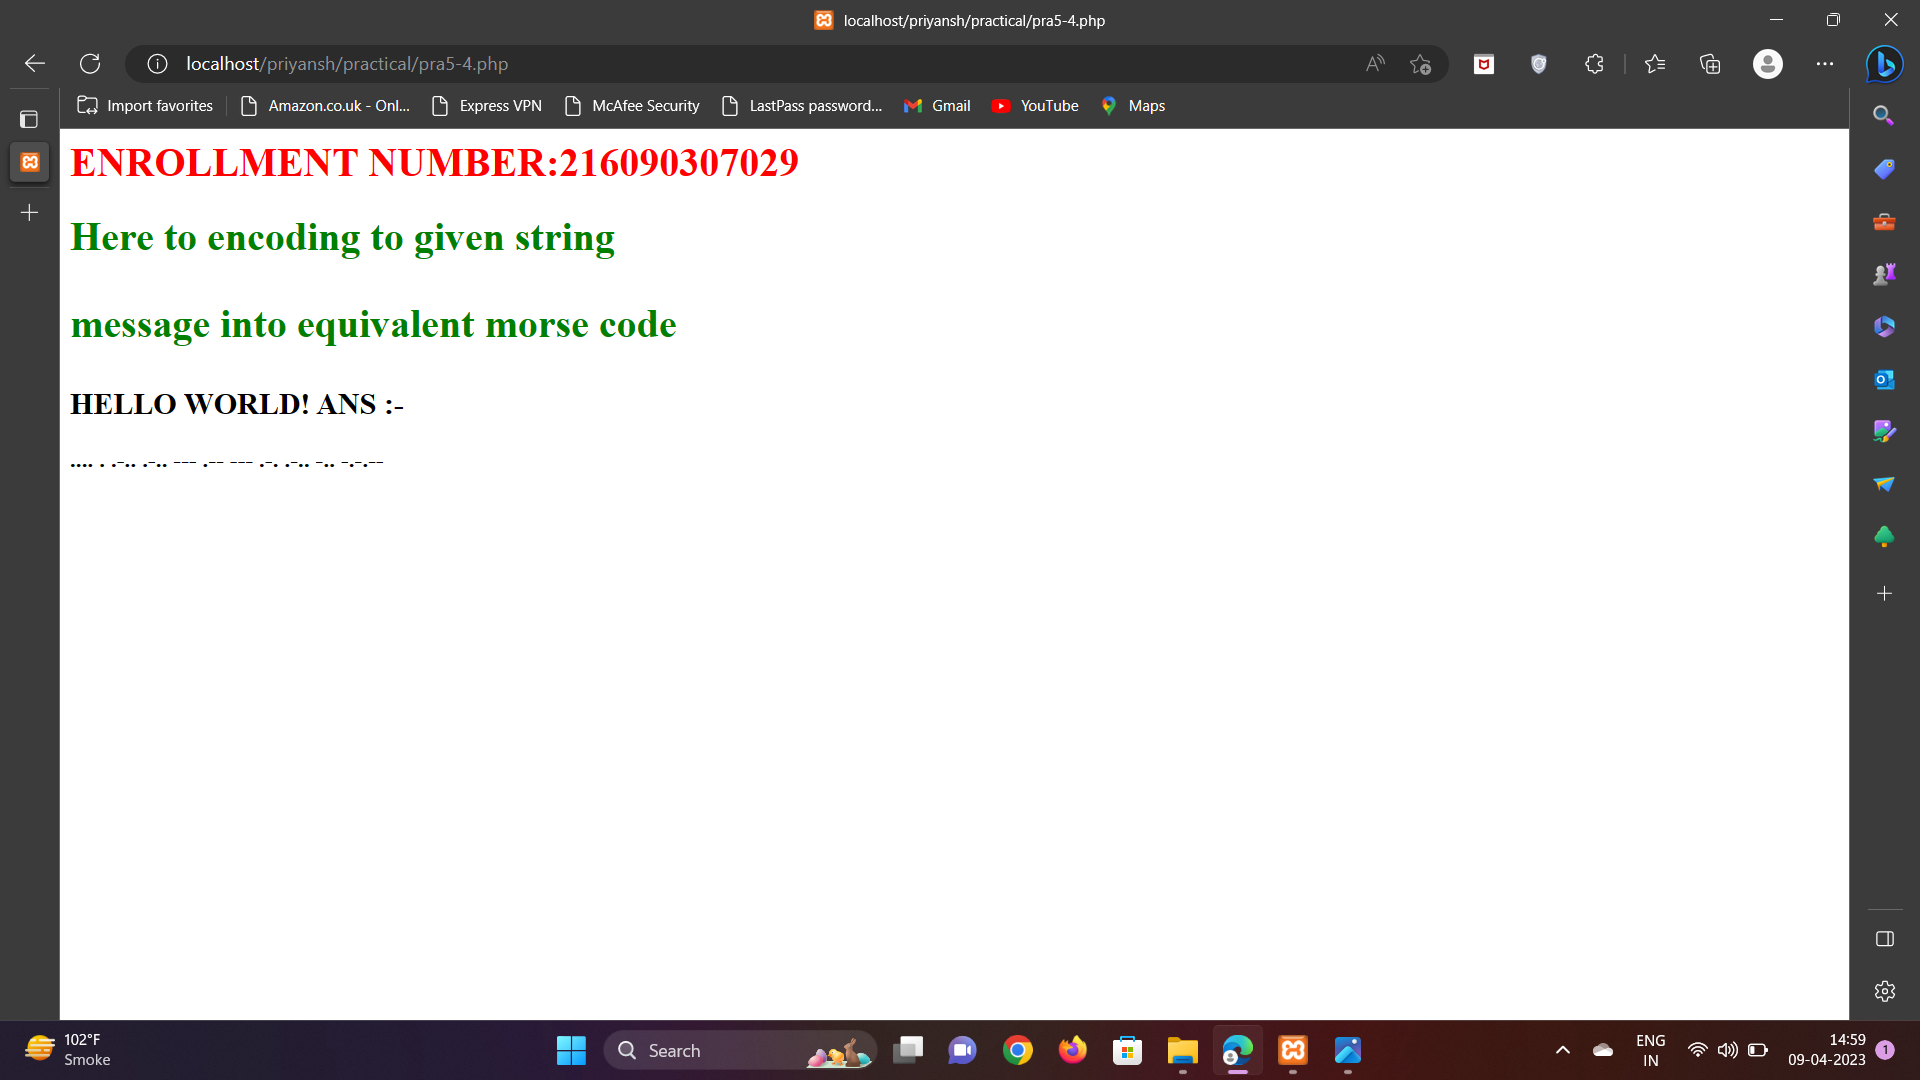 localhost/priyansh/practical/pra5-4.php
localhost/priyansh/practical/pra5-4.php
Import favorites
Amazon.co.uk - Onl...
Express VPN
McAfee Security
LastPass password...
Gmail
YouTube
Maps
ENROLLMENT NUMBER:216090307029
Here to encoding to given string
message into equivalent morse code
HELLO WORLD! ANS :-
.... . .-.. .-.. --- .-- --- .-. .-.. -.. -.-.--
102°F
Smoke
Search
ENG
IN
14:59
09-04-2023
1